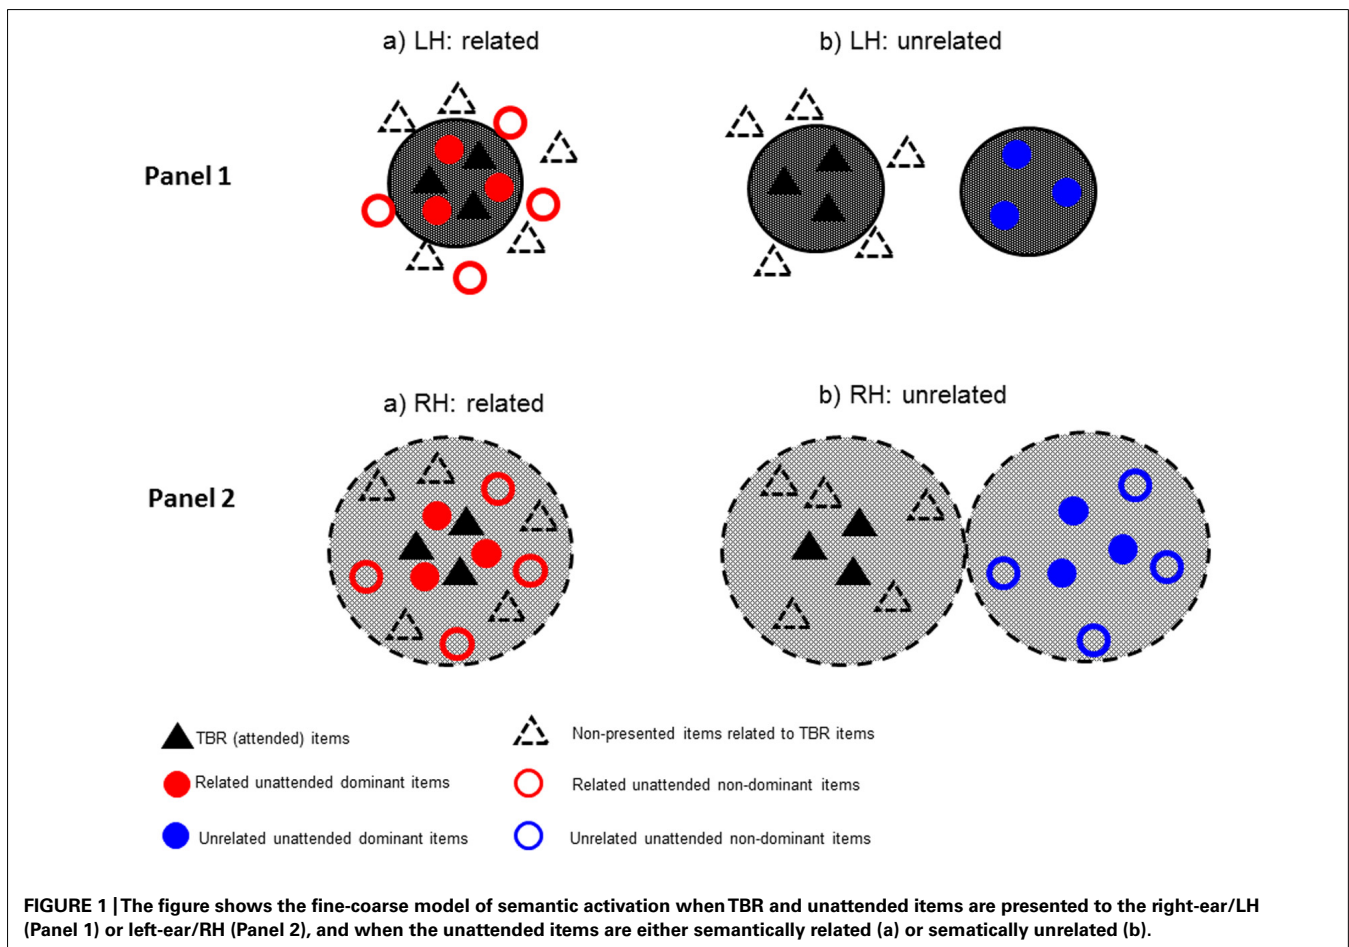 a) LH: related
b) LH: unrelated
Panel 1
a) RH: related
b) RH: unrelated
Panel 2
TBR (attended) items
Non-presented items related to TBR items
Related unattended dominant items
Related unattended non-dominant items
Unrelated unattended dominant items
Unrelated unattended non-dominant items
FIGURE 1 | The figure shows the fine-coarse model of semantic activation when TBR and unattended items are presented to the right-ear/LH
(Panel 1) or left-ear/RH (Panel 2), and when the unattended items are either semantically related (a) or sematically unrelated (b).